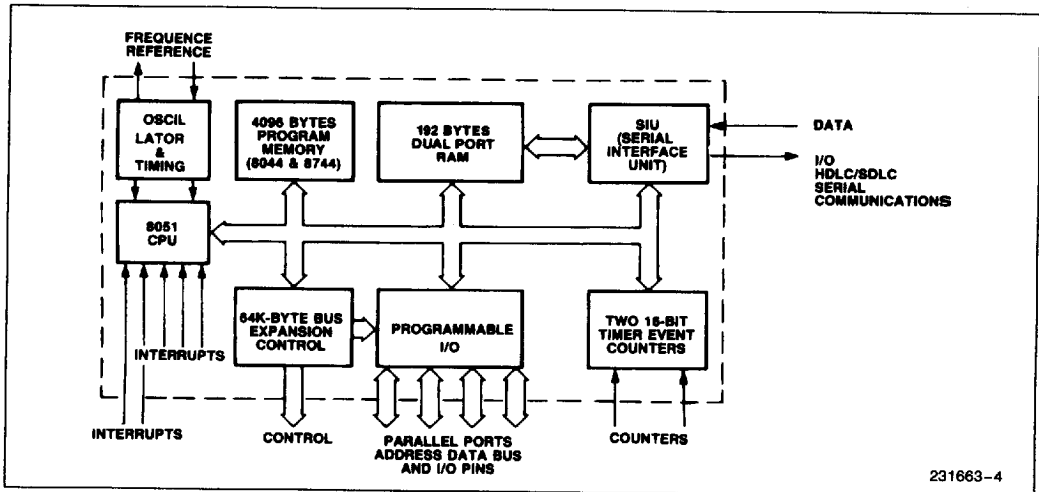 FREQUENCE
REFERENCE
OSCIL
LATOR
&
TIMING
4096 BYTES
PROGRAM
MEMORY
(8044 & 8744)
192 BYTES
DUAL PORT
RAM
SIU
(SERIAL
INTERFACE
UNIT)
DATA
I/O
HDLC/SDLC
SERIAL
COMMUNICATIONS
8051
CPU
64K-BYTE BUS
EXPANSION
CONTROL
PROGRAMMABLE
I/O
TWO 16-BIT
TIMER EVENT
COUNTERS
INTERRUPTS
INTERRUPTS
CONTROL
PARALLEL PORTS
ADDRESS DATA BUS
AND I/O PINS
COUNTERS
231663-4